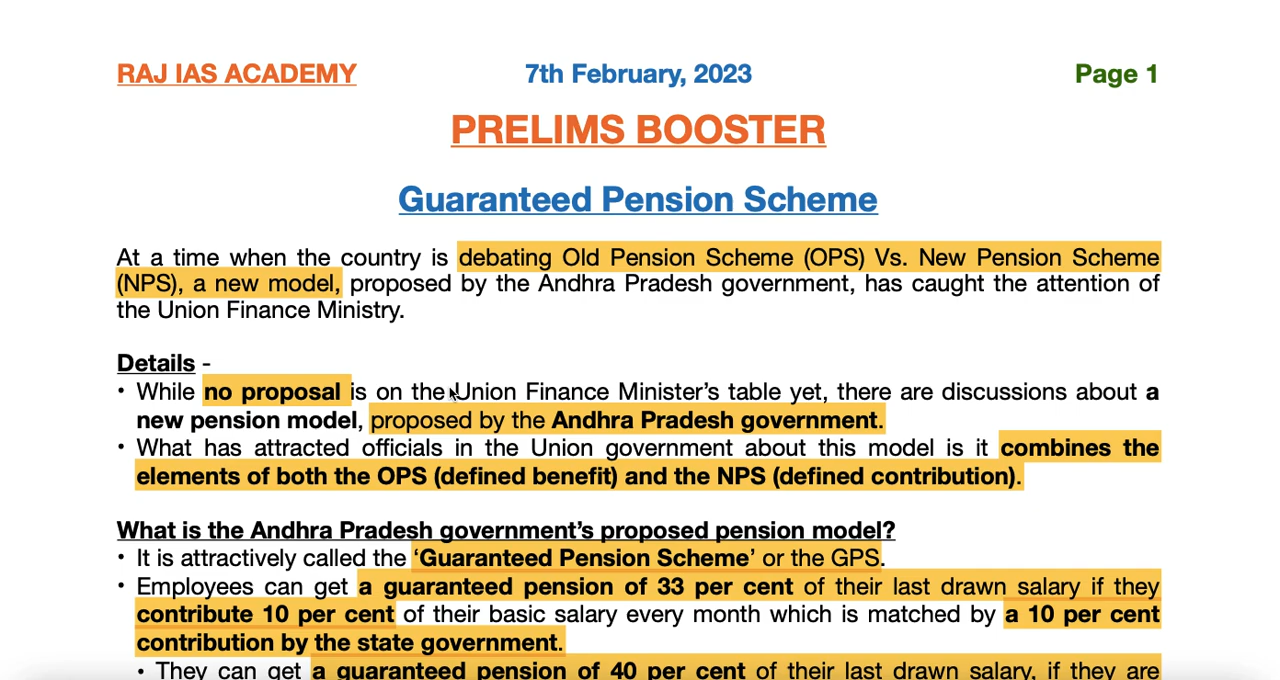 RAJ IAS ACADEMY 7th February, 2023 Page 1
PRELIMS BOOSTER
Guaranteed Pension Scheme
At a time when the country is debating Old Pension Scheme (OPS) Vs. New Pension Scheme
(NPS), a new model, proposed by the Andhra Pradesh government, has caught the attention of
the Union Finance Ministry.
Details -
• While no proposal is on the Union Finance Minister’s table yet, there are discussions about a
new pension model, proposed by the Andhra Pradesh government.
• What has attracted officials in the Union government about this model is it combines the
elements of both the OPS (defined benefit) and the NPS (defined contribution).
What is the Andhra Pradesh government’s proposed pension model?
• It is attractively called the ‘Guaranteed Pension Scheme’ or the GPS.
• Employees can get a guaranteed pension of 33 per cent of their last drawn salary if they
contribute 10 per cent of their basic salary every month which is matched by a 10 per cent
contribution by the state government.
• They can get a guaranteed pension of 40 per cent of their last drawn salary, if they are